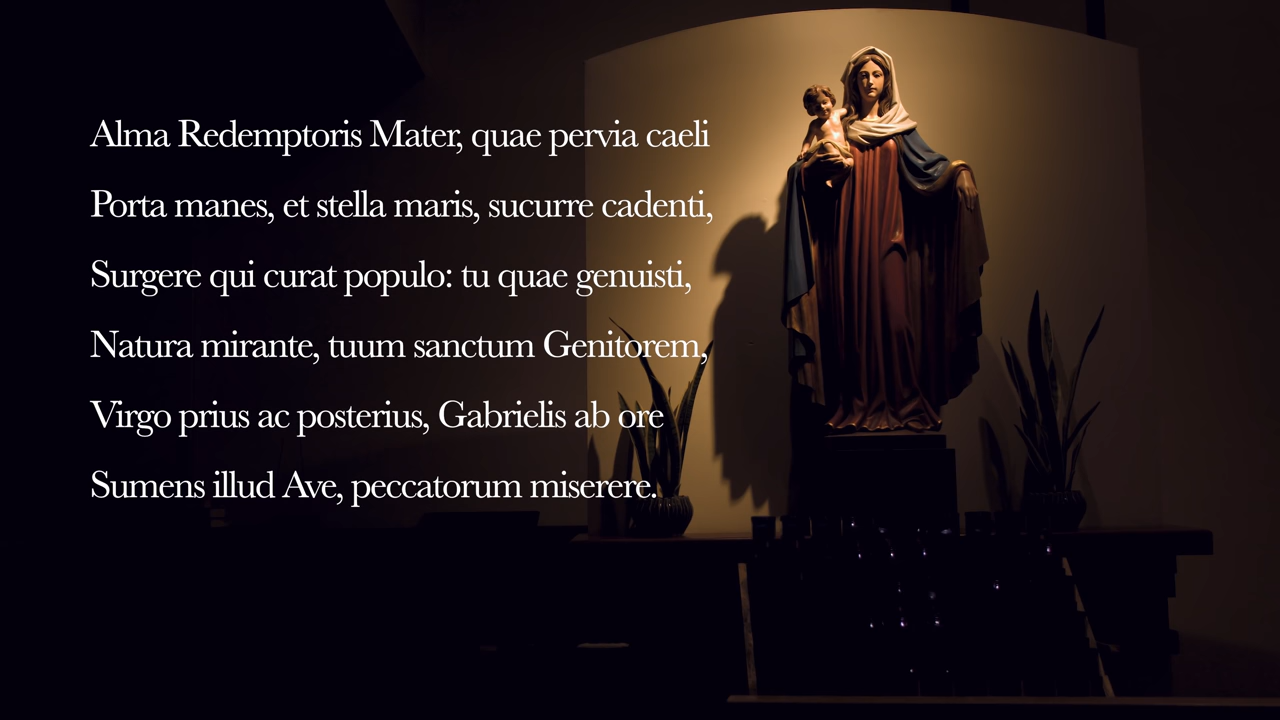 Alma Redemptoris Mater, quae pervia caeli
Porta manes, et stella maris, sucurre cadenti,
Surgere qui curat populo: tu quae genuisti,
Natura mirante, tuum sanctum Genitorem,
Virgo prius ac posterius, Gabrielis ab ore
Sumens illud Ave, peccatorum miserere.